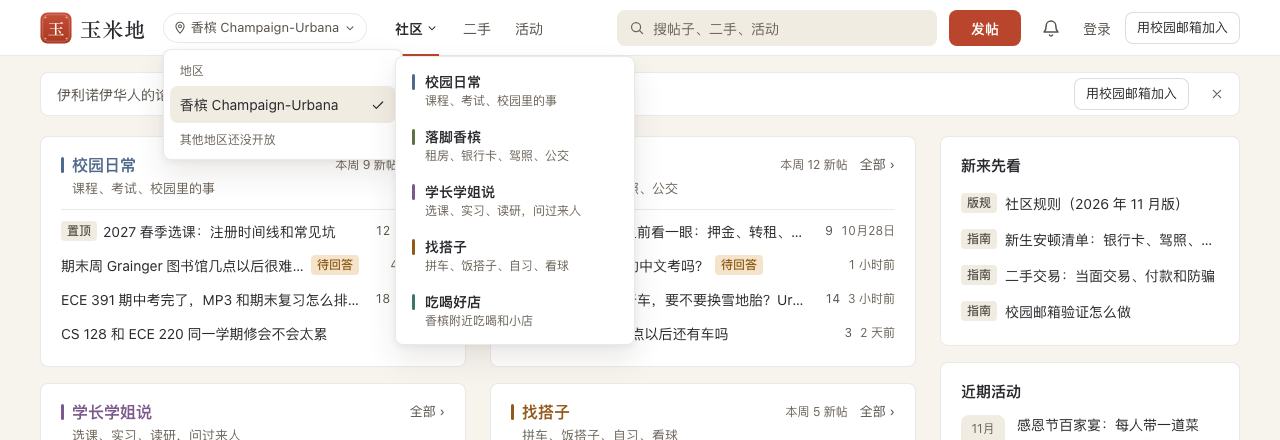 玉 玉米地 香槟 Champaign-Urbana 社区 二手 活动 搜帖子、二手、活动 发帖 登录 用校园邮箱加入
地区
香槟 Champaign-Urbana
其他地区还没开放
校园日常
课程、考试、校园里的事
落脚香槟
租房、银行卡、驾照、公交
学长学姐说
选课、实习、读研，问过来人
找搭子
拼车、饭搭子、自习、看球
吃喝好店
香槟附近吃喝和小店
伊利诺伊华人的 用校园邮箱加入
校园日常 本周 9 新
课程、考试、校园里的事
置顶 2027 春季选课：注册时间线和常见坑 12
期末周 Grainger 图书馆几点以后很难... 待回答
ECE 391 期中考完了，MP3 和期末复习怎么排... 18
CS 128 和 ECE 220 同一学期修会不会太累
本周 12 新帖 全部 ›
、公交
前看一眼：押金、转租、... 9 10月28日
中文考吗？ 待回答 1 小时前
车，要不要换雪地胎？Ur... 14 3 小时前
点以后还有车吗 3 2 天前
新来先看
版规 社区规则（2026 年 11 月版）
指南 新生安顿清单：银行卡、驾照、...
指南 二手交易：当面交易、付款和防骗
指南 校园邮箱验证怎么做
学长学姐说 全部 ›
选课、实习、读研，问过来人
找搭子 本周 5 新帖 全部 ›
拼车、饭搭子、自习、看球
近期活动
11月 感恩节百家宴：每人带一道菜